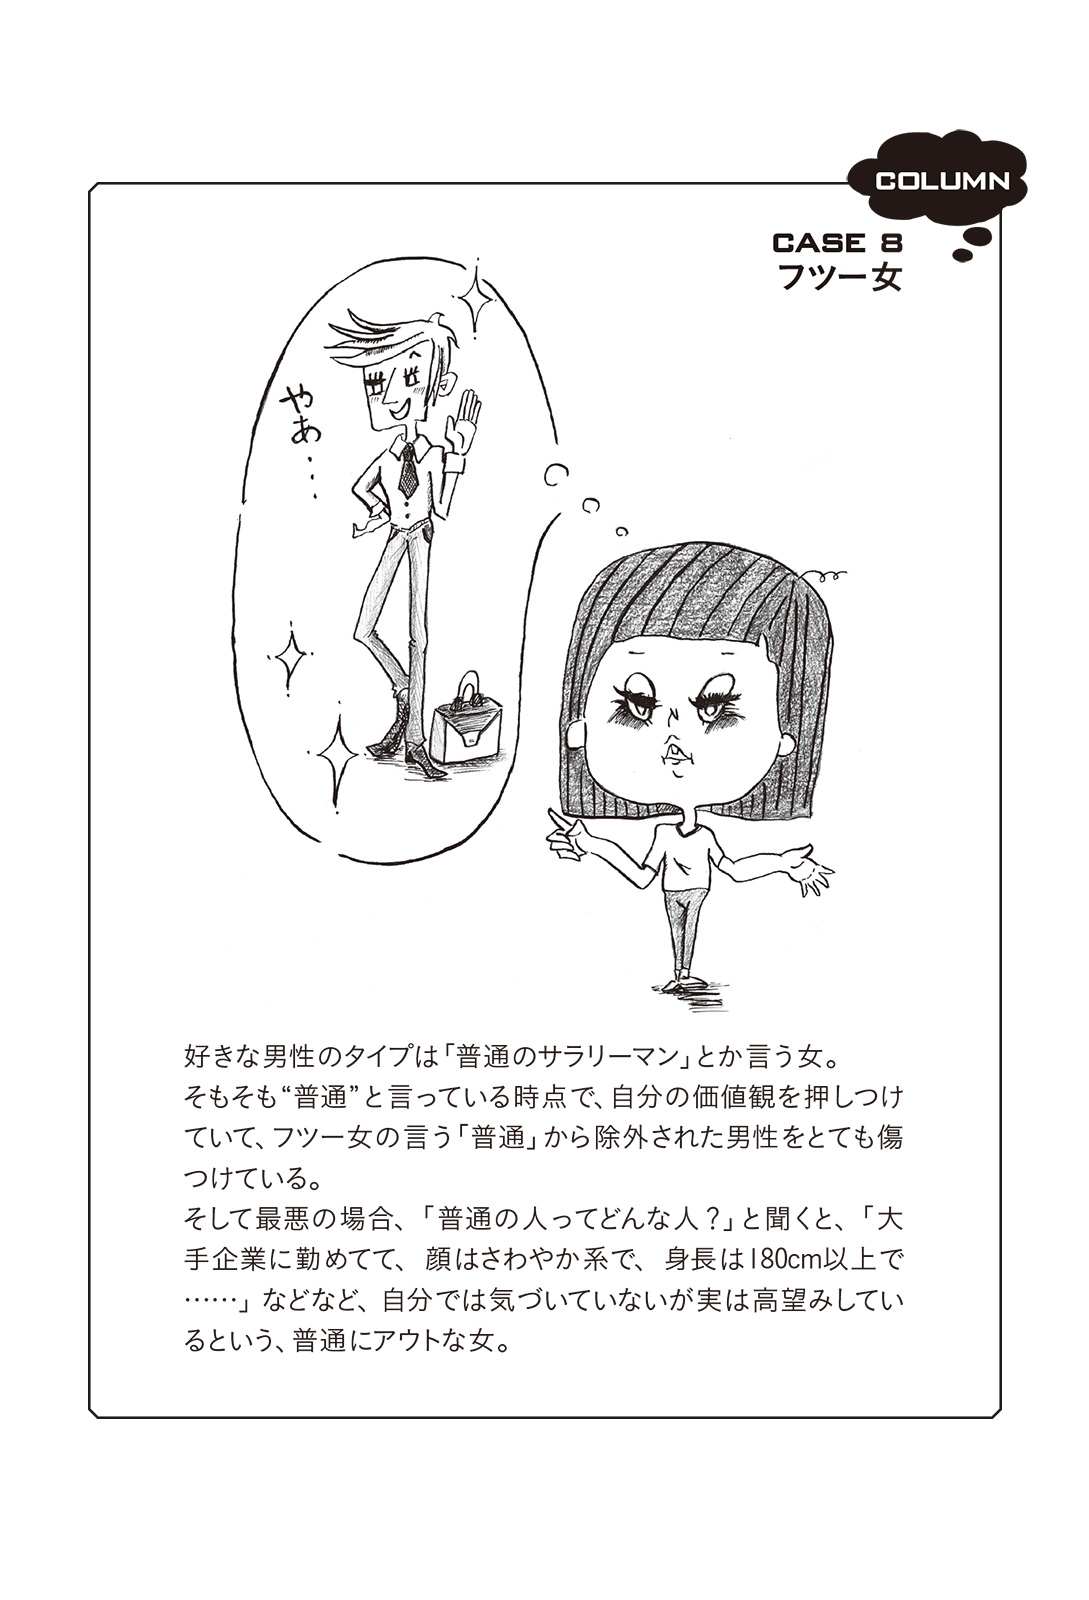 COLUMN
CASE 8
フツー女
やあ・・・
好きな男性のタイプは「普通のサラリーマン」とか言う女。
そもそも“普通”と言っている時点で、自分の価値観を押しつけ
ていて、フツー女の言う「普通」から除外された男性をとても傷
つけている。
そして最悪の場合、「普通の人ってどんな人？」と聞くと、「大
手企業に勤めてて、顔はさわやか系で、身長は180cm以上で
……」などなど、自分では気づいていないが実は高望みしてい
るという、普通にアウトな女。